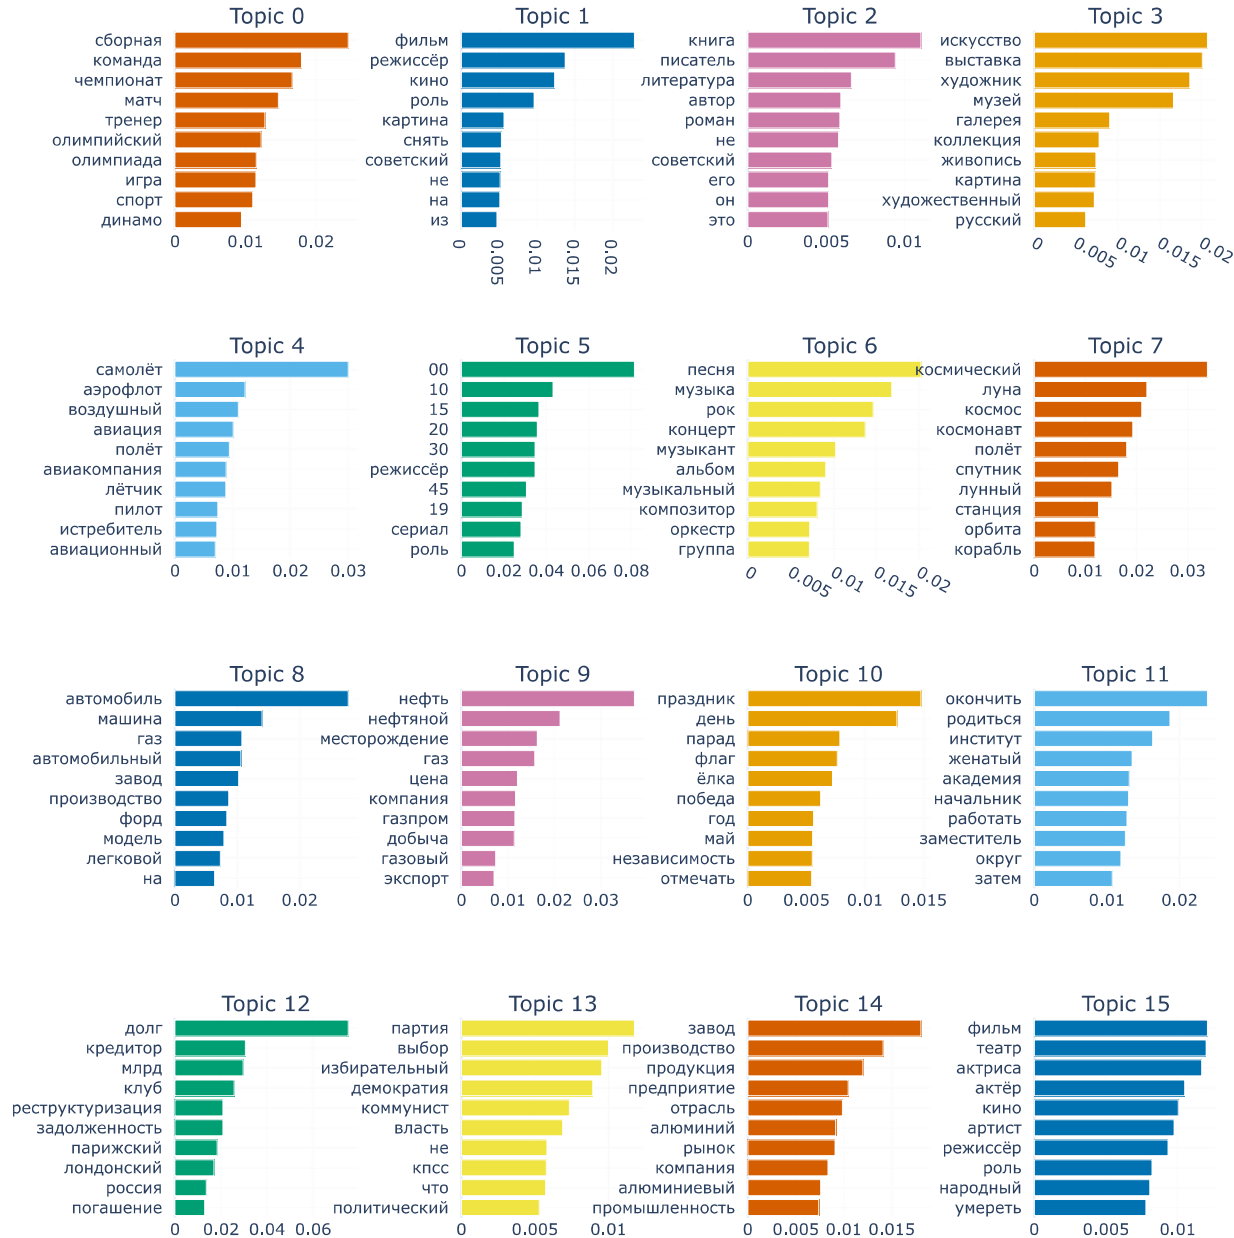 Topic 0
сборная
команда
чемпионат
матч
тренер
олимпийский
олимпиада
игра
спорт
динамо
0 0.01 0.02
Topic 1
фильм
режиссёр
кино
роль
картина
снять
советский
не
на
из
0 0.005 0.01 0.015 0.02
Topic 2
книга
писатель
литература
автор
роман
не
советский
его
он
это
0 0.005 0.01
Topic 3
искусство
выставка
художник
музей
галерея
коллекция
живопись
картина
художественный
русский
0 0.005 0.01 0.015 0.02
Topic 4
самолёт
аэрофлот
воздушный
авиация
полёт
авиакомпания
лётчик
пилот
истребитель
авиационный
0 0.01 0.02 0.03
Topic 5
00
10
15
20
30
режиссёр
45
19
сериал
роль
0 0.02 0.04 0.06 0.08
Topic 6
песня
музыка
рок
концерт
музыкант
альбом
музыкальный
композитор
оркестр
группа
0 0.005 0.01 0.015 0.02
Topic 7
космический
луна
космос
космонавт
полёт
спутник
лунный
станция
орбита
корабль
0 0.01 0.02 0.03
Topic 8
автомобиль
машина
газ
автомобильный
завод
производство
форд
модель
легковой
на
0 0.01 0.02
Topic 9
нефть
нефтяной
месторождение
газ
цена
компания
газпром
добыча
газовый
экспорт
0 0.01 0.02 0.03
Topic 10
праздник
день
парад
флаг
ёлка
победа
год
май
независимость
отмечать
0 0.005 0.01 0.015
Topic 11
окончить
родиться
институт
женатый
академия
начальник
работать
заместитель
округ
затем
0 0.01 0.02
Topic 12
долг
кредитор
млрд
клуб
реструктуризация
задолженность
парижский
лондонский
россия
погашение
0 0.02 0.04 0.06
Topic 13
партия
выбор
избирательный
демократия
коммунист
власть
не
кпсс
что
политический
0 0.005 0.01
Topic 14
завод
производство
продукция
предприятие
отрасль
алюминий
рынок
компания
алюминиевый
промышленность
0 0.005 0.01 0.015
Topic 15
фильм
театр
актриса
актёр
кино
артист
режиссёр
роль
народный
умереть
0 0.005 0.01